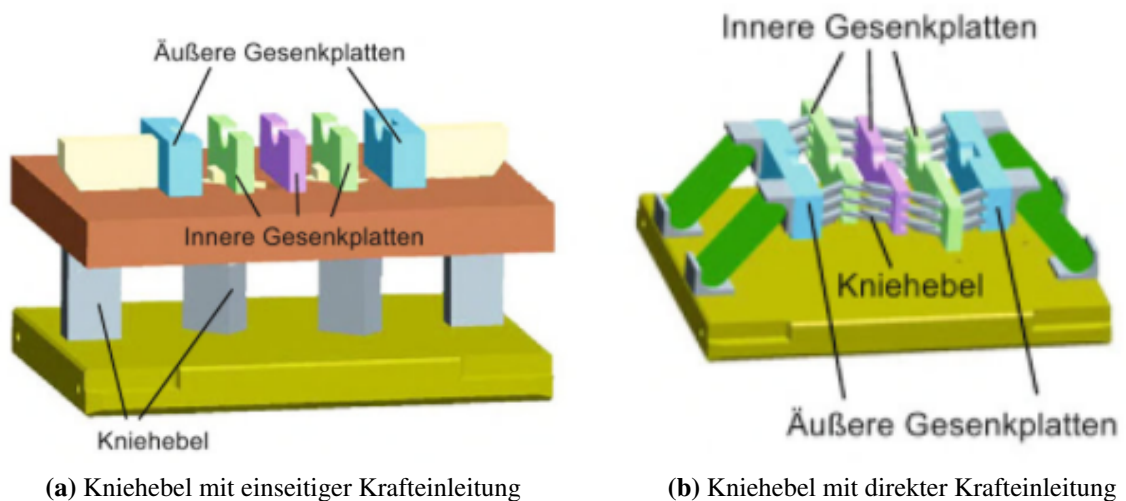 Äußere Gesenkplatten
Innere Gesenkplatten
Kniehebel
(a) Kniehebel mit einseitiger Krafteinleitung
Innere Gesenkplatten
Kniehebel
Äußere Gesenkplatten
(b) Kniehebel mit direkter Krafteinleitung